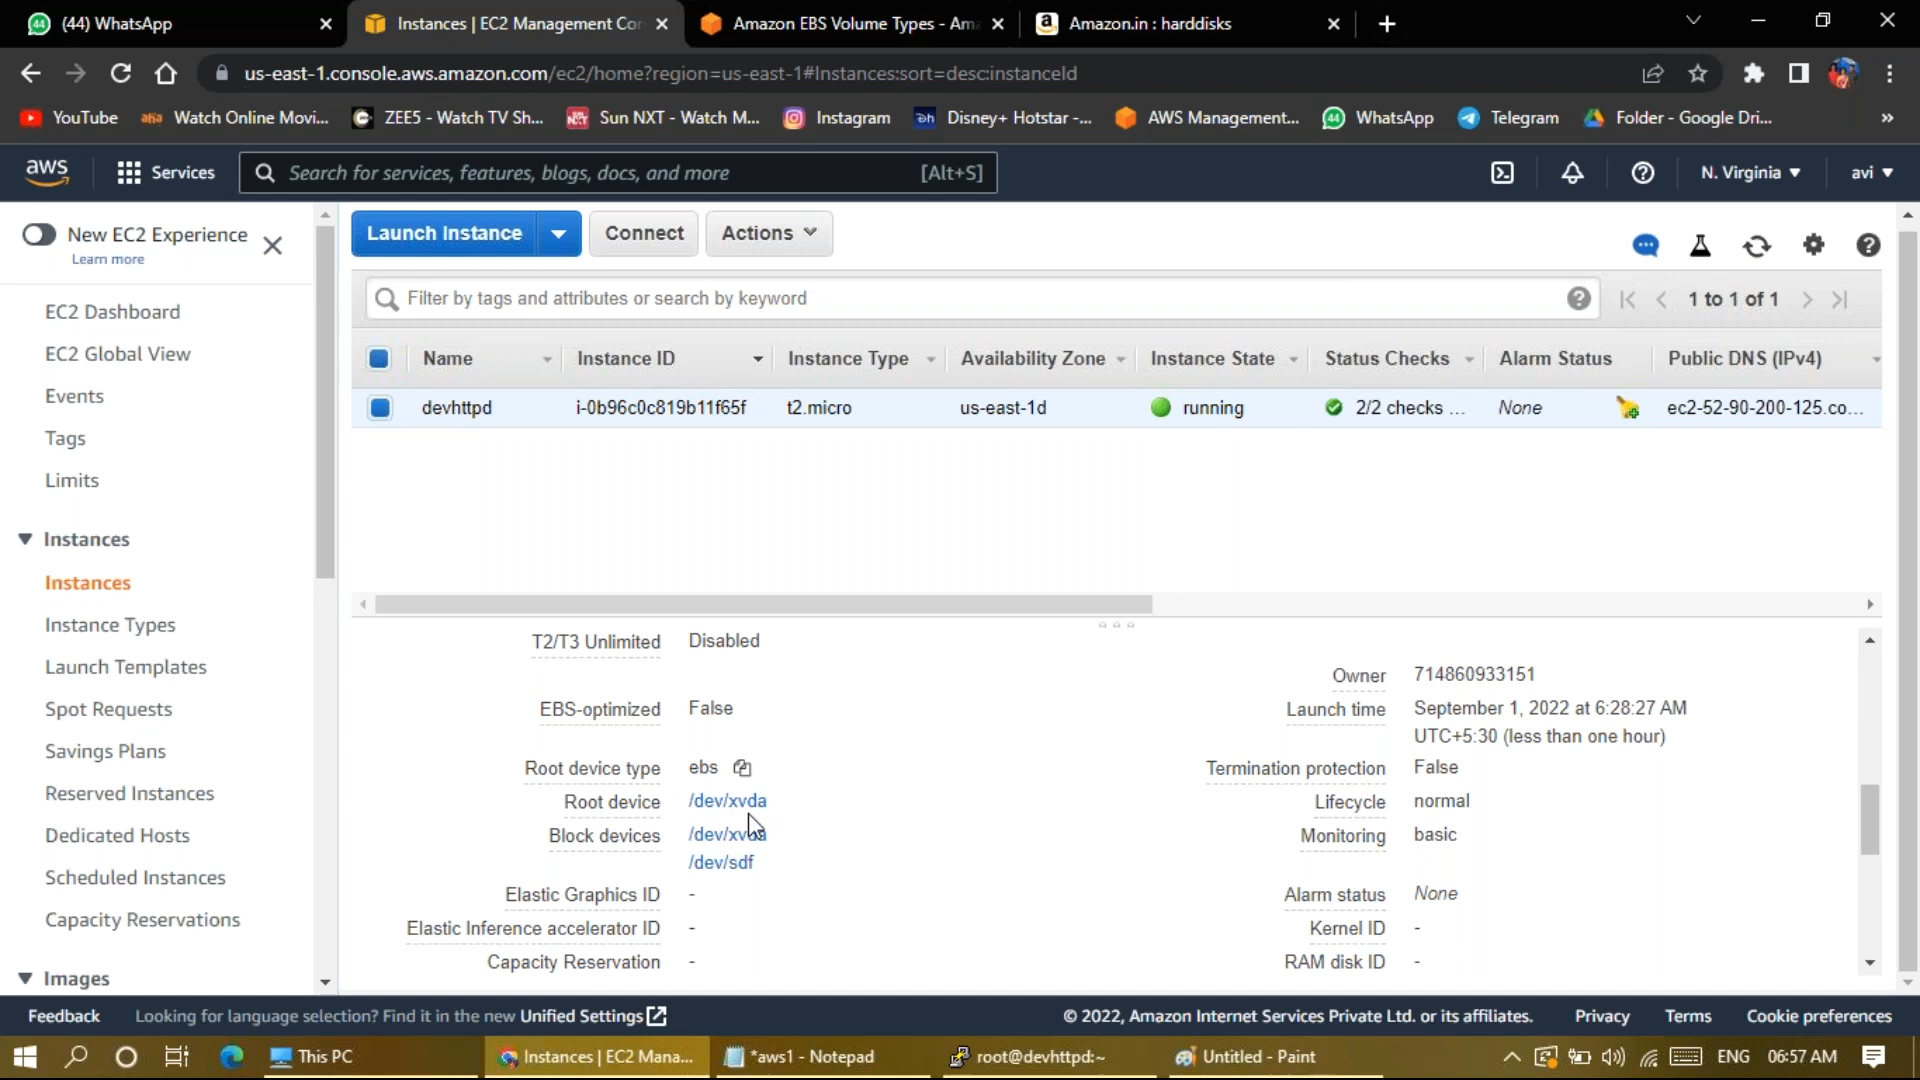 (44) WhatsApp
Instances | EC2 Management Co
Amazon EBS Volume Types - Am
Amazon.in : harddisks
us-east-1.console.aws.amazon.com/ec2/home?region=us-east-1#Instances:sort=desc:instanceId
YouTube
aha Watch Online Movi...
ZEE5 - Watch TV Sh...
Sun NXT - Watch M...
Instagram
Disney+ Hotstar -...
AWS Management...
WhatsApp
Telegram
Folder - Google Dri...
»
aws
Services
Search for services, features, blogs, docs, and more
[Alt+S]
N. Virginia
avi
New EC2 Experience
Learn more
EC2 Dashboard
EC2 Global View
Events
Tags
Limits
Instances
Instances
Instance Types
Launch Templates
Spot Requests
Savings Plans
Reserved Instances
Dedicated Hosts
Scheduled Instances
Capacity Reservations
Images
Launch Instance
Connect
Actions
Filter by tags and attributes or search by keyword
1 to 1 of 1
Name Instance ID Instance Type Availability Zone Instance State Status Checks Alarm Status Public DNS (IPv4)
devhttpd i-0b96c0c819b11f65f t2.micro us-east-1d running 2/2 checks ... None ec2-52-90-200-125.co...
T2/T3 Unlimited Disabled
EBS-optimized False
Root device type ebs
Root device /dev/xvda
Block devices /dev/xvda
/dev/sdf
Elastic Graphics ID -
Elastic Inference accelerator ID -
Capacity Reservation -
Owner 714860933151
Launch time September 1, 2022 at 6:28:27 AM
UTC+5:30 (less than one hour)
Termination protection False
Lifecycle normal
Monitoring basic
Alarm status None
Kernel ID -
RAM disk ID -
Feedback
Looking for language selection? Find it in the new Unified Settings
© 2022, Amazon Internet Services Private Ltd. or its affiliates.
Privacy
Terms
Cookie preferences
This PC
Instances | EC2 Mana...
*aws1 - Notepad
root@devhttpd:~
Untitled - Paint
ENG
06:57 AM